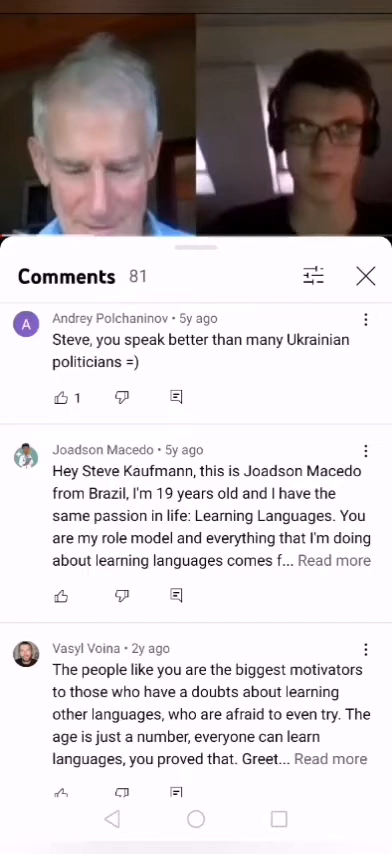 Comments 81
A
Andrey Polchaninov • 5y ago
Steve, you speak better than many Ukrainian
politicians =)
1
Joadson Macedo • 5y ago
Hey Steve Kaufmann, this is Joadson Macedo
from Brazil, I'm 19 years old and I have the
same passion in life: Learning Languages. You
are my role model and everything that I'm doing
about learning languages comes f... Read more
Vasyl Voina • 2y ago
The people like you are the biggest motivators
to those who have a doubts about learning
other languages, who are afraid to even try. The
age is just a number, everyone can learn
languages, you proved that. Greet... Read more